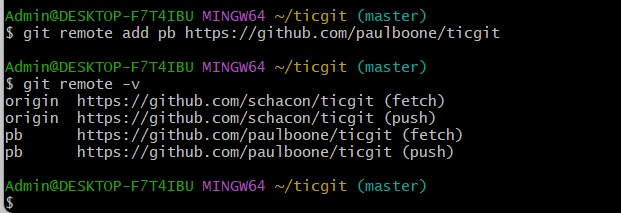 Admin@DESKTOP-F7T4IBU MINGW64 ~/ticgit (master)
$ git remote add pb https://github.com/paulboone/ticgit
Admin@DESKTOP-F7T4IBU MINGW64 ~/ticgit (master)
$ git remote -v
origin  https://github.com/schacon/ticgit (fetch)
origin  https://github.com/schacon/ticgit (push)
pb      https://github.com/paulboone/ticgit (fetch)
pb      https://github.com/paulboone/ticgit (push)
Admin@DESKTOP-F7T4IBU MINGW64 ~/ticgit (master)
$